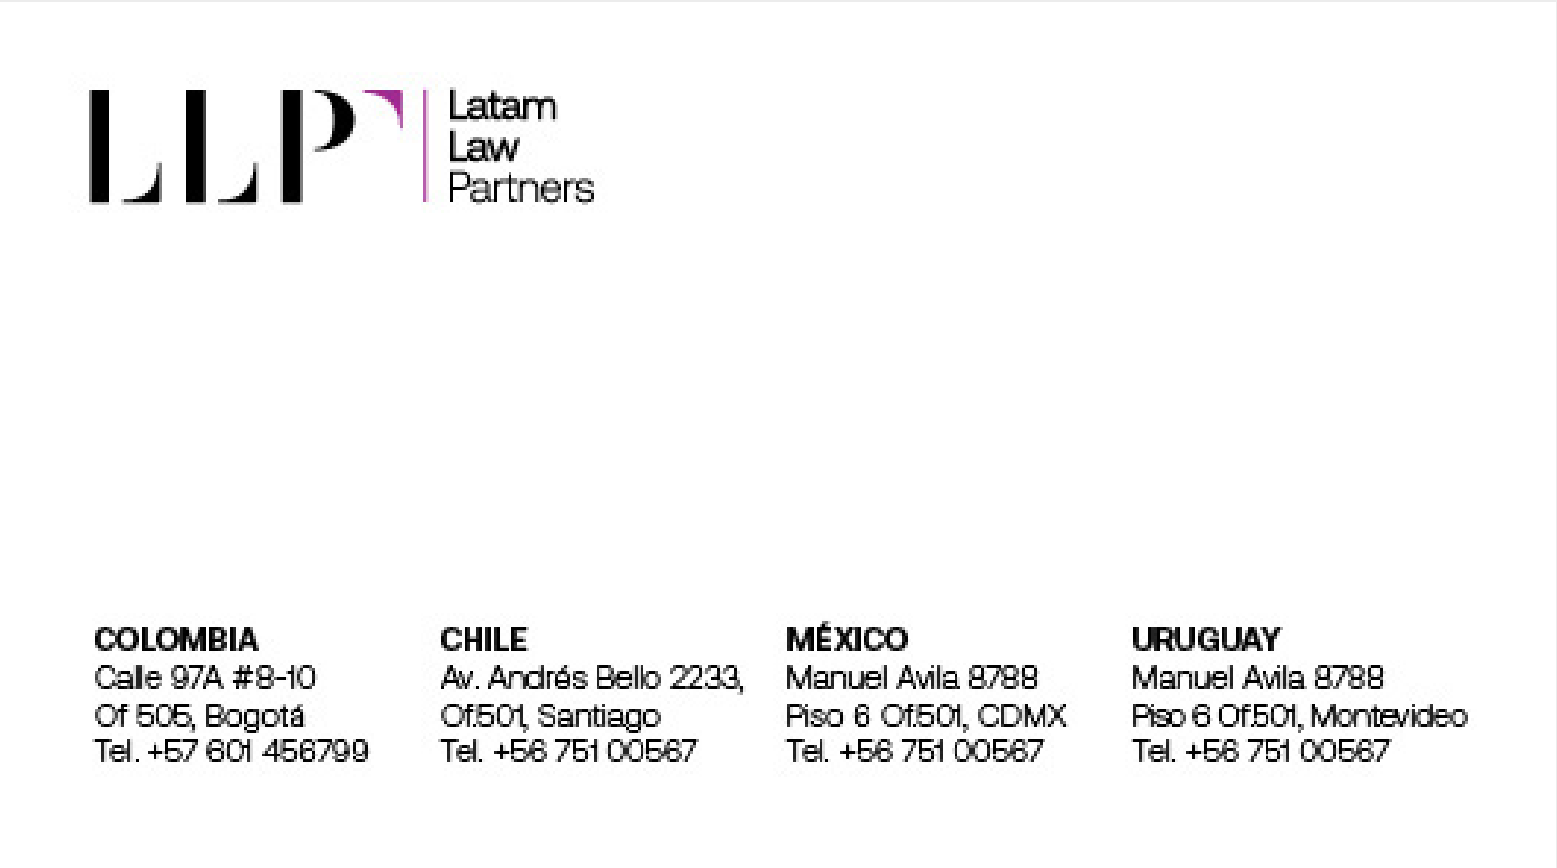 LLP
Latam
Law
Partners
COLOMBIA
Calle 97A #8-10
Of 505, Bogotá
Tel. +57 601 456799
CHILE
Av. Andrés Bello 2233,
Of.501, Santiago
Tel. +56 751 00567
MÉXICO
Manuel Avila 8788
Piso 6 Of.501, CDMX
Tel. +56 751 00567
URUGUAY
Manuel Avila 8788
Piso 6 Of.501, Montevideo
Tel. +56 751 00567